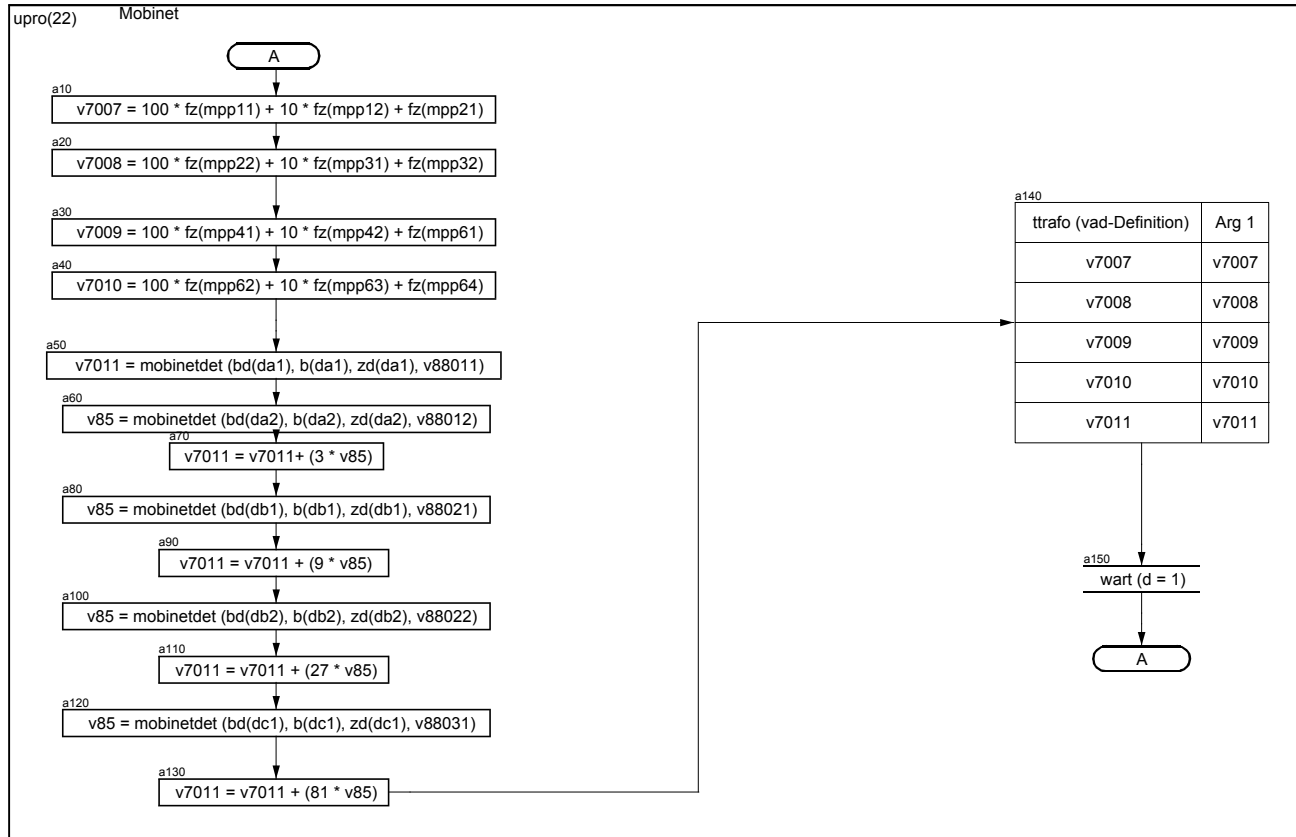 upro(22) Mobinet
A
a10
v7007 = 100 * fz(mpp11) + 10 * fz(mpp12) + fz(mpp21)
a20
v7008 = 100 * fz(mpp22) + 10 * fz(mpp31) + fz(mpp32)
a30
v7009 = 100 * fz(mpp41) + 10 * fz(mpp42) + fz(mpp61)
a40
v7010 = 100 * fz(mpp62) + 10 * fz(mpp63) + fz(mpp64)
a50
v7011 = mobinetdet (bd(da1), b(da1), zd(da1), v88011)
a60
v85 = mobinetdet (bd(da2), b(da2), zd(da2), v88012)
a70
v7011 = v7011+ (3 * v85)
a80
v85 = mobinetdet (bd(db1), b(db1), zd(db1), v88021)
a90
v7011 = v7011 + (9 * v85)
a100
v85 = mobinetdet (bd(db2), b(db2), zd(db2), v88022)
a110
v7011 = v7011 + (27 * v85)
a120
v85 = mobinetdet (bd(dc1), b(dc1), zd(dc1), v88031)
a130
v7011 = v7011 + (81 * v85)
a140
ttrafo (vad-Definition) Arg 1
v7007 v7007
v7008 v7008
v7009 v7009
v7010 v7010
v7011 v7011
a150
wart (d = 1)
A